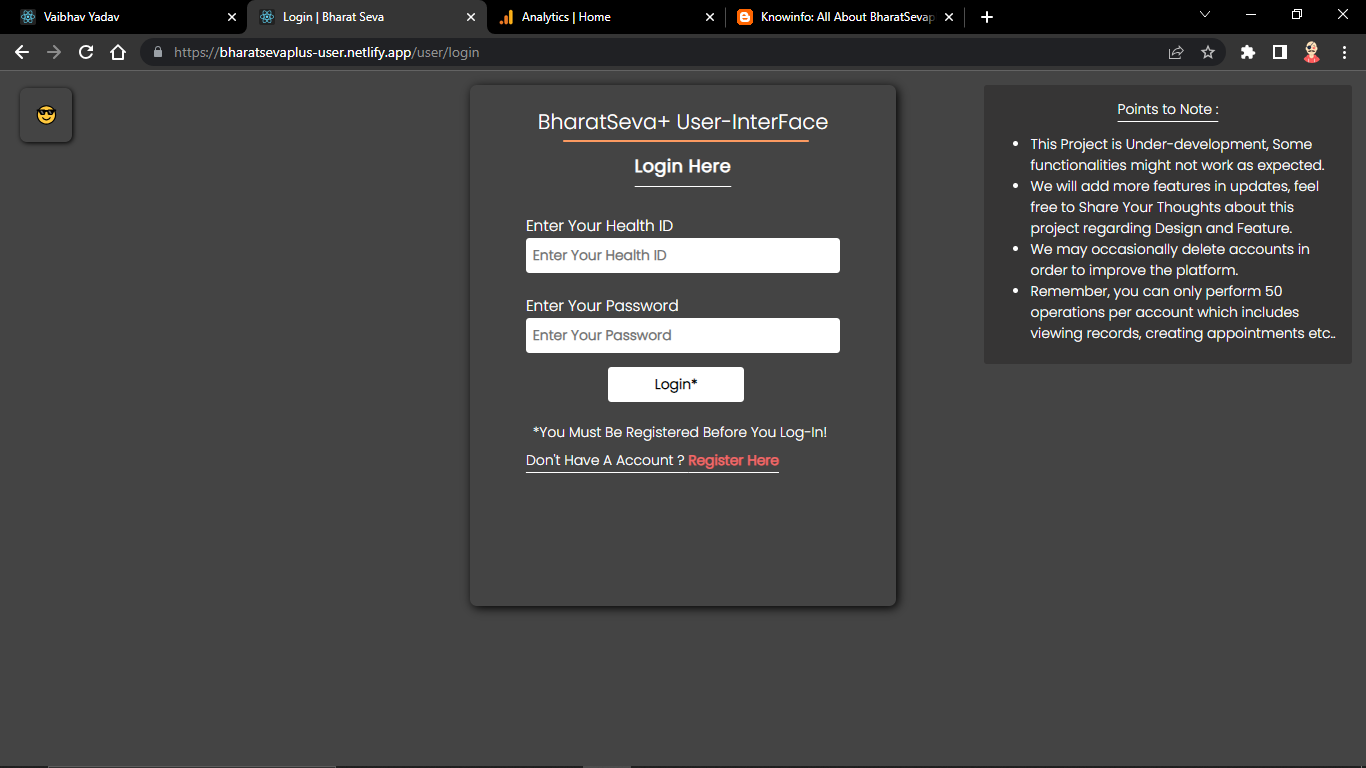 Vaibhav Yadav
Login | Bharat Seva
Analytics | Home
Knowinfo: All About BharatSevap
https://bharatsevaplus-user.netlify.app/user/login
BharatSeva+ User-InterFace
Login Here
Enter Your Health ID
Enter Your Health ID
Enter Your Password
Enter Your Password
Login*
*You Must Be Registered Before You Log-In!
Don't Have A Account ? Register Here
Points to Note :
• This Project is Under-development, Some
functionalities might not work as expected.
• We will add more features in updates, feel
free to Share Your Thoughts about this
project regarding Design and Feature.
• We may occasionally delete accounts in
order to improve the platform.
• Remember, you can only perform 50
operations per account which includes
viewing records, creating appointments etc..